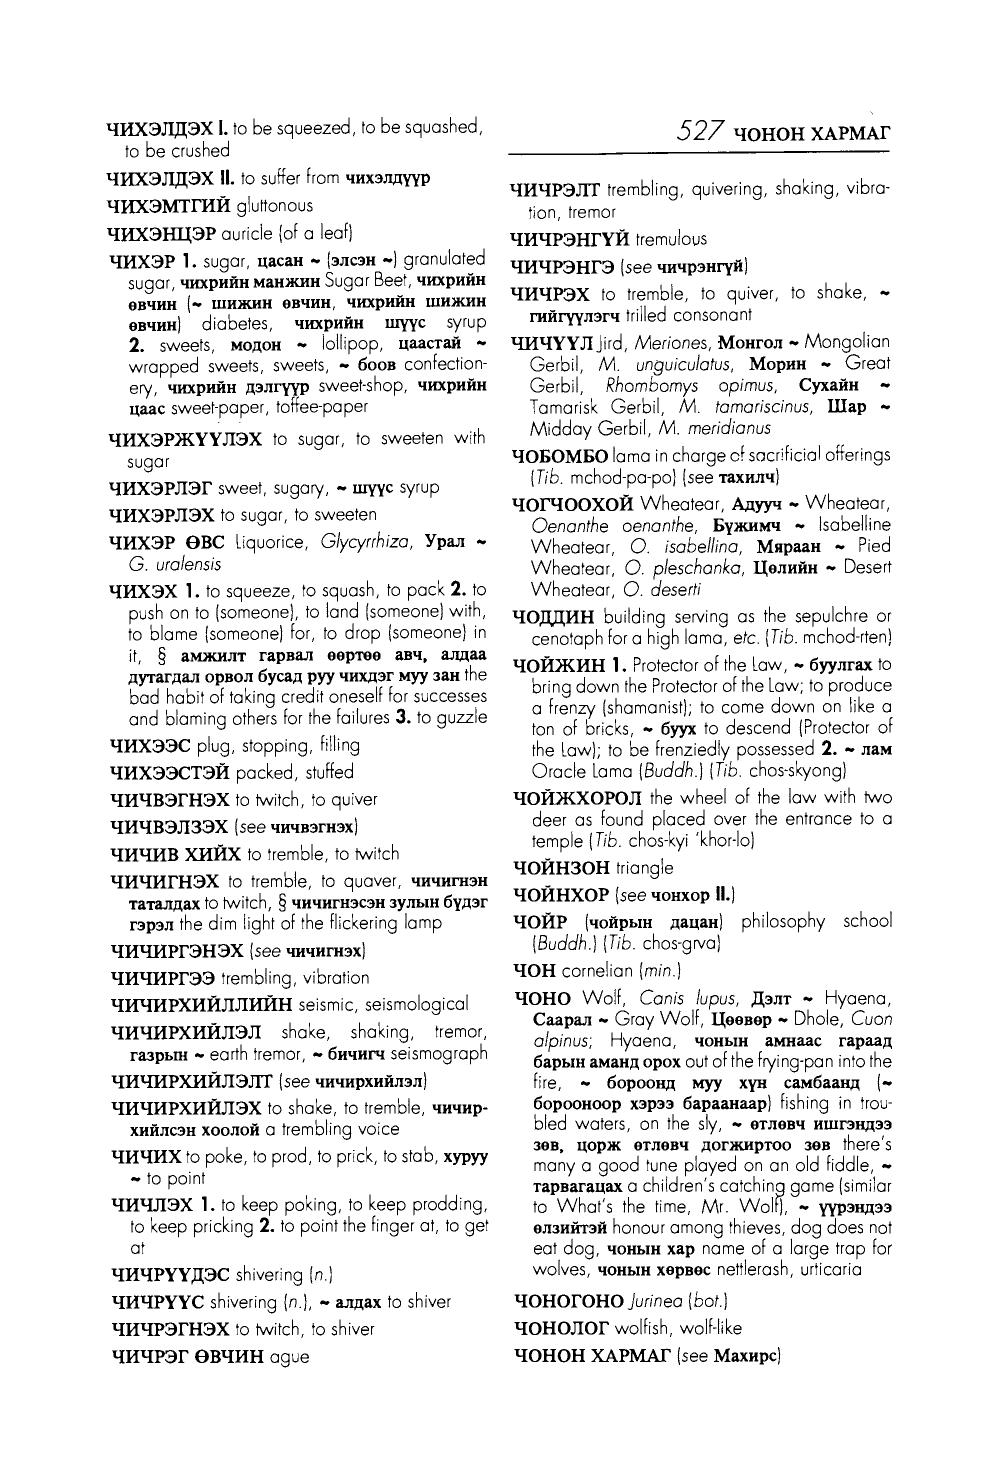 ЧИХЭЛДЭХ I. to be squeezed, to be squashed,
to be crushed
ЧИХЭЛДЭХ II. to suffer from чихэлдүүр
ЧИХЭМТГИЙ gluttonous
ЧИХЭНЦЭР auricle (of a leaf)
ЧИХЭР 1. sugar, цасан ~ (элсэн ~) granulated
sugar, чихрийн манжин Sugar Beet, чихрийн
өвчин (~ шижин өвчин, чихрийн шижин
өвчин) diabetes, чихрийн шүүс syrup
2. sweets, модон ~ lollipop, цаастай ~
wrapped sweets, sweets, ~ боов confection-
ery, чихрийн дэлгүүр sweet-shop, чихрийн
цаас sweet-paper, toffee-paper
ЧИХЭРЖҮҮЛЭХ to sugar, to sweeten with
sugar
ЧИХЭРЛЭГ sweet, sugary, ~ шүүс syrup
ЧИХЭРЛЭХ to sugar, to sweeten
ЧИХЭР ӨВС Liquorice, Glycyrrhiza, Урал ~
G. uralensis
ЧИХЭХ 1. to squeeze, to squash, to pack 2. to
push on to (someone), to land (someone) with,
to blame (someone) for, to drop (someone) in
it, § амжилт гарвал өөртөө авч, алдаа
дутагдал орвол бусад руу чихдэг муу зан the
bad habit of taking credit oneself for successes
and blaming others for the failures 3. to guzzle
ЧИХЭЭС plug, stopping, filling
ЧИХЭЭСТЭЙ packed, stuffed
ЧИЧВЭГНЭХ to twitch, to quiver
ЧИЧВЭЛЗЭХ (see чичвэгнэх)
ЧИЧИВ ХИЙХ to tremble, to twitch
ЧИЧИГНЭХ to tremble, to quaver, чичигнэн
таталдах to twitch, § чичигнэсэн зулын бүдэг
гэрэл the dim light of the flickering lamp
ЧИЧИРГЭНЭХ (see чичигнэх)
ЧИЧИРГЭЭ trembling, vibration
ЧИЧИРХИЙЛЛИЙН seismic, seismological
ЧИЧИРХИЙЛЭЛ shake, shaking, tremor,
газрын ~ earth tremor, ~ бичигч seismograph
ЧИЧИРХИЙЛЭЛТ (see чичирхийлэл)
ЧИЧИРХИЙЛЭХ to shake, to tremble, чичир-
хийлсэн хоолой a trembling voice
ЧИЧИХ to poke, to prod, to prick, to stab, хуруу
~ to point
ЧИЧЛЭХ 1. to keep poking, to keep prodding,
to keep pricking 2. to point the finger at, to get
at
ЧИЧРҮҮДЭС shivering (n.)
ЧИЧРҮҮС shivering (n.), ~ алдах to shiver
ЧИЧРЭГНЭХ to twitch, to shiver
ЧИЧРЭГ ӨВЧИН ague
527 ЧОНОН ХАРМАГ
ЧИЧРЭЛТ trembling, quivering, shaking, vibra-
tion, tremor
ЧИЧРЭНГҮЙ tremulous
ЧИЧРЭНГЭ (see чичрэнгүй)
ЧИЧРЭХ to tremble, to quiver, to shake, ~
гийгүүлэгч trilled consonant
ЧИЧҮҮЛ Jird, Meriones, Монгол ~ Mongolian
Gerbil, M. unguiculatus, Морин ~ Great
Gerbil, Rhombomys opimus, Сухайн ~
Tamarisk Gerbil, M. tamariscinus, Шар ~
Midday Gerbil, M. meridianus
ЧОБОМБО lama in charge of sacrificial offerings
(Tib. mchod-pa-po) (see тахилч)
ЧОГЧООХОЙ Wheatear, Адууч ~ Wheatear,
Oenanthe oenanthe, Бүжимч ~ Isabelline
Wheatear, O. isabellina, Мяраан ~ Pied
Wheatear, O. pleschanka, Цөлийн ~ Desert
Wheatear, O. deserti
ЧОДДИН building serving as the sepulchre or
cenotaph for a high lama, etc. (Tib. mchod-rten)
ЧОЙЖИН 1. Protector of the Law, ~ буулгах to
bring down the Protector of the Law; to produce
a frenzy (shamanist); to come down on like a
ton of bricks, ~ буух to descend (Protector of
the Law); to be frenziedly possessed 2. ~ лам
Oracle Lama (Buddh.) (Tib. chos-skyong)
ЧОЙЖХОРОЛ the wheel of the law with two
deer as found placed over the entrance to a
temple (Tib. chos-kyi 'khor-lo)
ЧОЙНЗОН triangle
ЧОЙНХОР (see чонхор II.)
ЧОЙР (чойрын дацан) philosophy school
(Buddh.) (Tib. chos-grva)
ЧОН cornelian (min.)
ЧОНО Wolf, Canis lupus, Дэлт ~ Hyaena,
Саарал ~ Gray Wolf, Цөөвөр ~ Dhole, Cuon
alpinus; Hyaena, чонын амнаас гараад
барын аманд орох out of the frying-pan into the
fire, ~ бороонд муу хүн самбаанд (~
борооноор хэрээ бараанаар) fishing in trou-
bled waters, on the sly, ~ өтлөвч ишгэндээ
зөв, цорж өтлөвч догжиртоо зөв there's
many a good tune played on an old fiddle, ~
тарвагацах a children's catching game (similar
to What's the time, Mr. Wolf), ~ үүрэндээ
өлзийтэй honour among thieves, dog does not
eat dog, чонын хар name of a large trap for
wolves, чонын хөрвөс nettlerash, urticaria
ЧОНОГОНО Jurinea (bot.)
ЧОНОЛОГ wolfish, wolf-like
ЧОНОН ХАРМАГ (see Махирс)